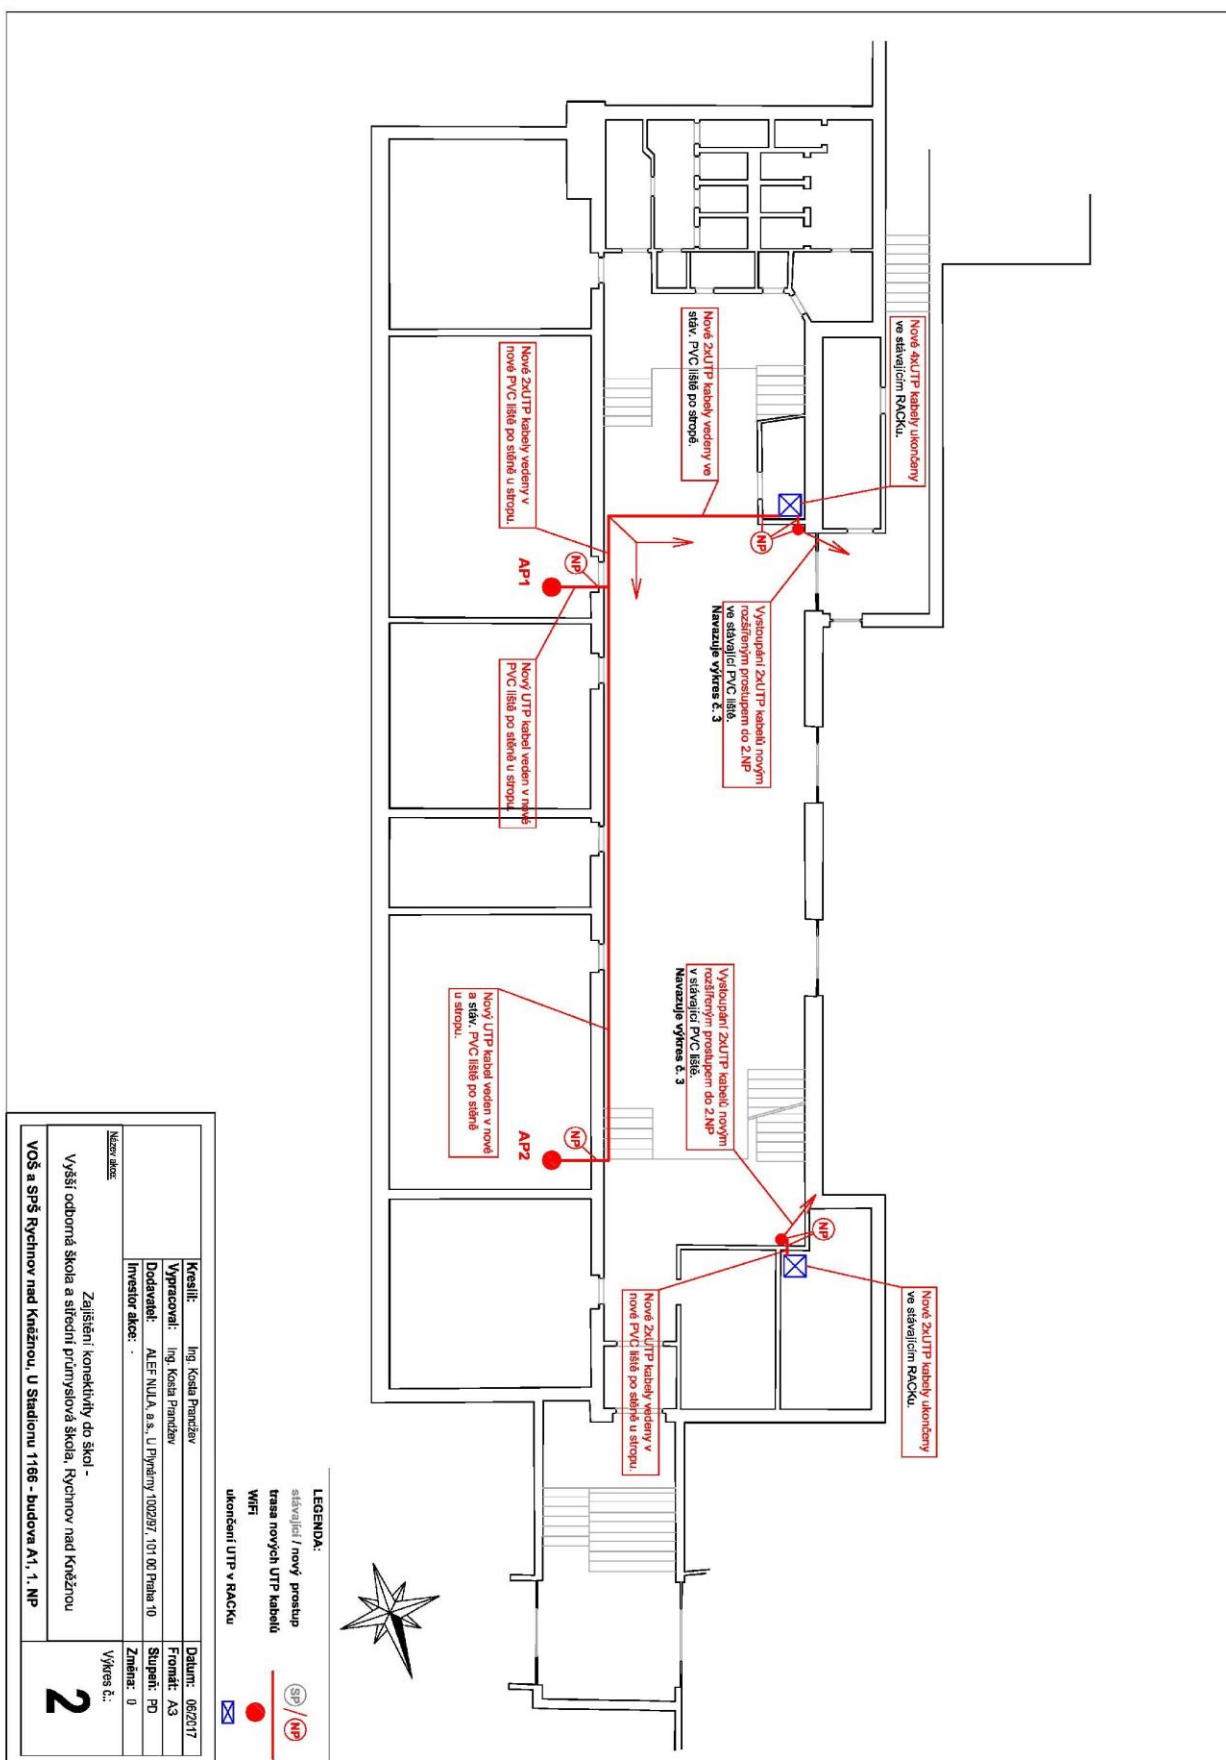 Nové 4xUTP kabely ukončeny
ve stávajícím RACKu.
Nové 2xUTP kabely vedeny ve
stáv. PVC liště po stropě.
Nové 2xUTP kabely vedeny v
nové PVC liště po stěně u stropu.
NP
NP
AP1
Vystoupání 2xUTP kabelů novým
rozšířeným prostupem do 2.NP
ve stávající PVC liště.
Navazuje výkres č. 3
Nový UTP kabel veden v nové
PVC liště po stěně u stropu.
Vystoupání 2xUTP kabelů novým
rozšířeným prostupem do 2.NP
v stávající PVC liště.
Navazuje výkres č. 3
Nový UTP kabel veden v nové
a stáv. PVC liště po stěně
u stropu.
NP
AP2
NP
Nové 2xUTP kabely ukončeny
ve stávajícím RACKu.
Nové 2xUTP kabely vedeny v
nové PVC liště po stěně u stropu.
LEGENDA:
stávající / nový prostup
SP / NP
trasa nových UTP kabelů
WiFi
ukončení UTP v RACKu
Kreslil: Ing. Kosta Prandžev
Datum: 06/2017
Vypracoval: Ing. Kosta Prandžev
Fromát: A3
Dodavatel: ALEF NULA, a.s., U Plynárny 1002/97, 101 00 Praha 10
Stupeň: PD
Investor akce: -
Změna: 0
Název akce:
Zajištění konektivity do škol -
Vyšší odborná škola a střední průmyslová škola, Rychnov nad Kněžnou
Výkres č.:
2
VOŠ a SPŠ Rychnov nad Kněžnou, U Stadionu 1166 - budova A1, 1. NP